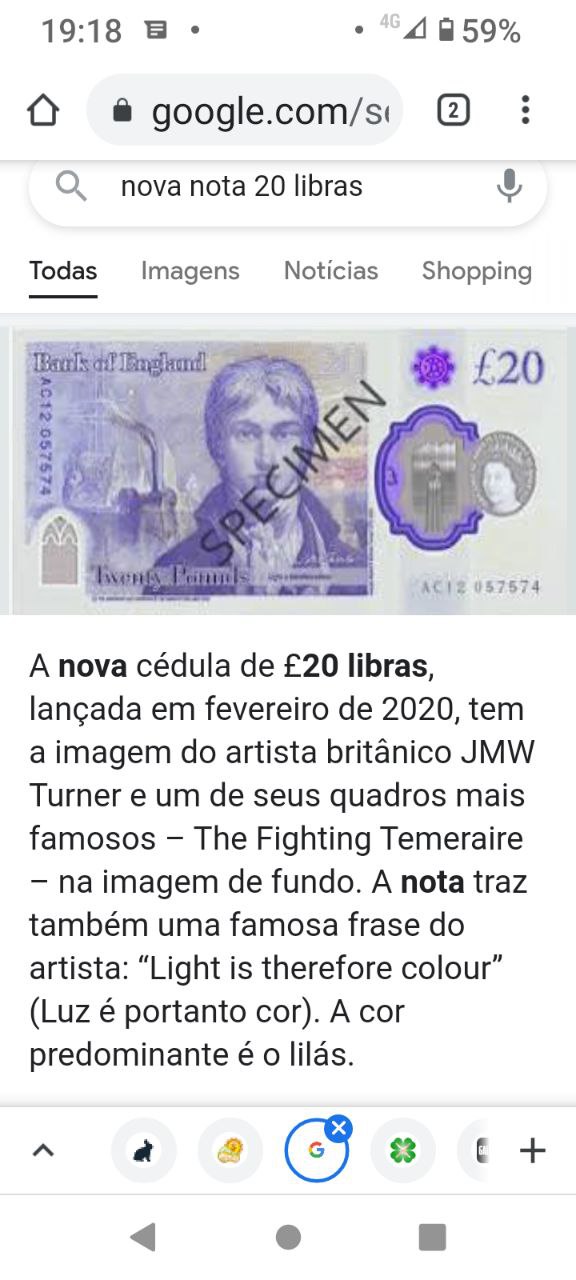 19:18
4G 59%
google.com/s
2
nova nota 20 libras
Todas Imagens Notícias Shopping
Bank of England
£20
AC12 057574
SPECIMEN
Twenty Pounds
AC12 057574
A nova cédula de £20 libras,
lançada em fevereiro de 2020, tem
a imagem do artista britânico JMW
Turner e um de seus quadros mais
famosos – The Fighting Temeraire
– na imagem de fundo. A nota traz
também uma famosa frase do
artista: “Light is therefore colour”
(Luz é portanto cor). A cor
predominante é o lilás.
G